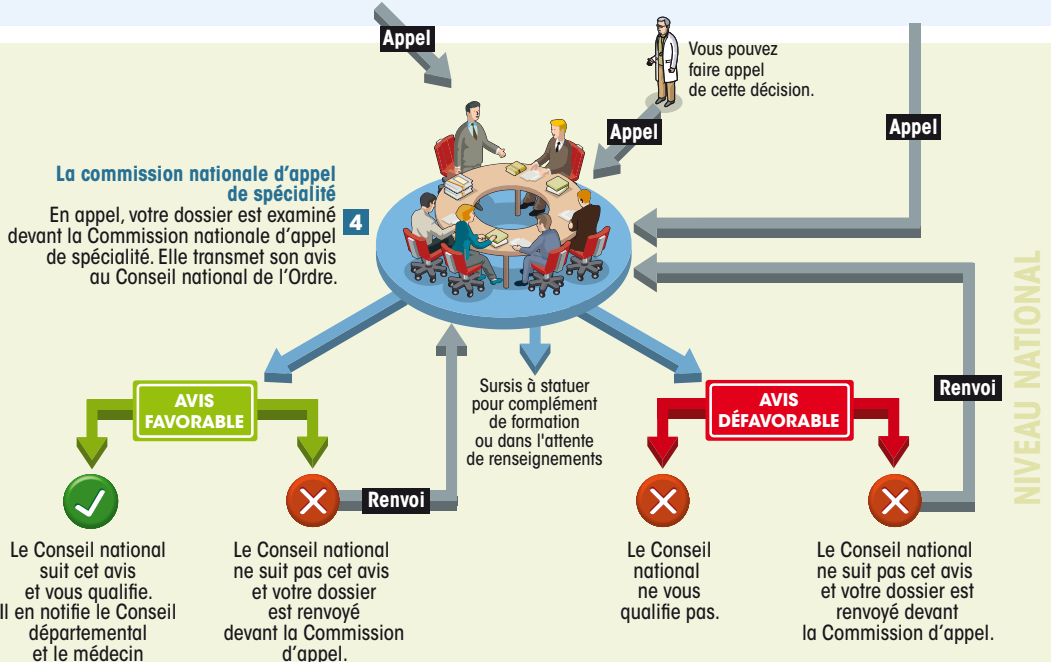 Appel
Vous pouvez
faire appel
de cette décision.
Appel
Appel
La commission nationale d'appel
de spécialité
En appel, votre dossier est examiné
devant la Commission nationale d'appel
de spécialité. Elle transmet son avis
au Conseil national de l'Ordre.
4
NIVEAU NATIONAL
AVIS
FAVORABLE
Sursis à statuer
pour complément
de formation
ou dans l'attente
de renseignements
AVIS
DÉFAVORABLE
Renvoi
Renvoi
Le Conseil national
suit cet avis
et vous qualifie.
Il en notifie le Conseil
départemental
et le médecin
Le Conseil national
ne suit pas cet avis
et votre dossier
est renvoyé
devant la Commission
d'appel.
Le Conseil
national
ne vous
qualifie pas.
Le Conseil national
ne suit pas cet avis
et votre dossier est
renvoyé devant
la Commission d'appel.